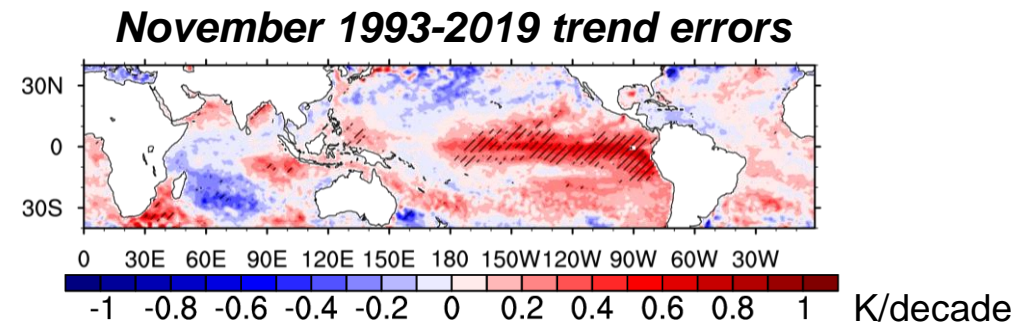 November 1993-2019 trend errors
30N
0
30S
0 30E 60E 90E 120E 150E 180 150W 120W 90W 60W 30W
-1 -0.8 -0.6 -0.4 -0.2 0 0.2 0.4 0.6 0.8 1 K/decade